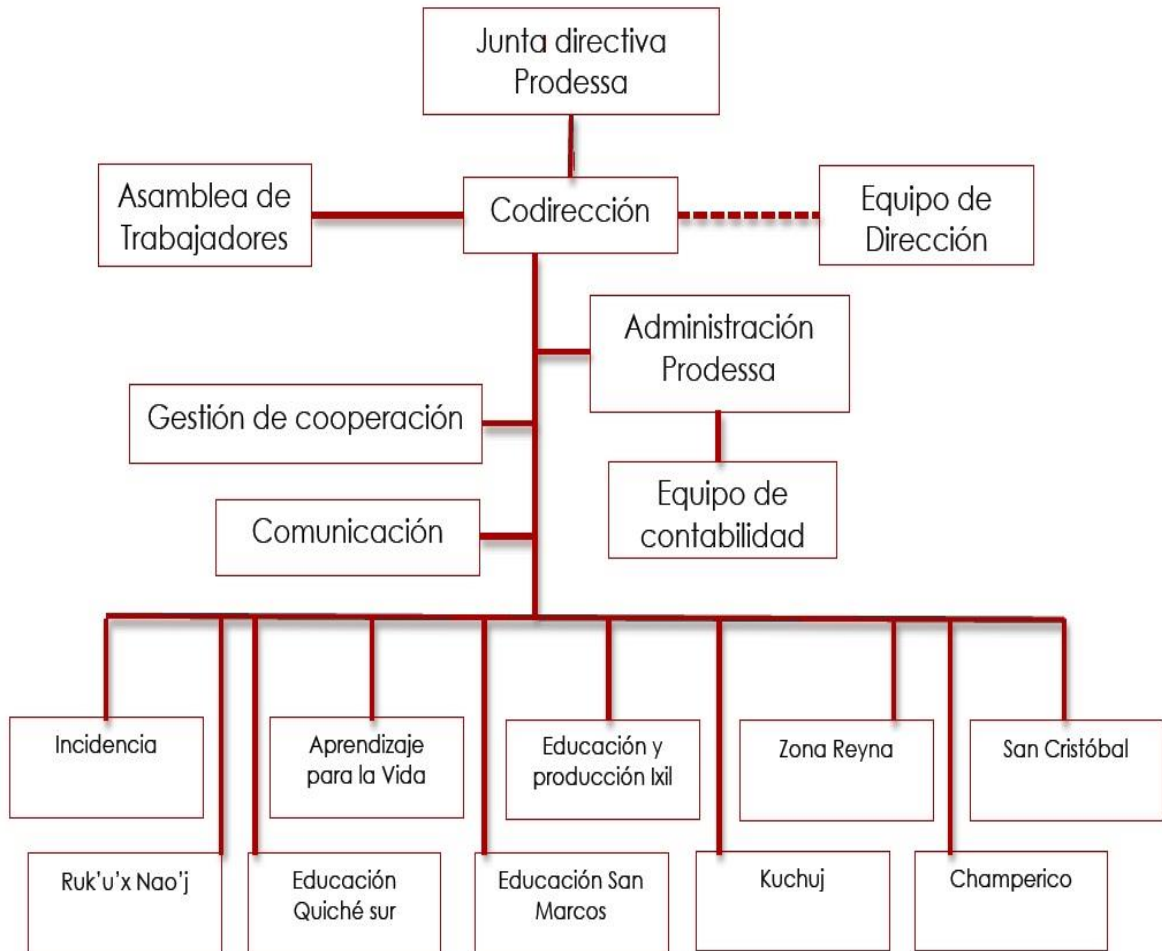 Junta directiva
Prodessa
Asamblea de
Trabajadores
Codirección
Equipo de
Dirección
Administración
Prodessa
Gestión de cooperación
Equipo de
contabilidad
Comunicación
Incidencia
Aprendizaje
para la Vida
Educación y
producción Ixil
Zona Reyna
San Cristóbal
Ruk'u'x Nao'j
Educación
Quiché sur
Educación San
Marcos
Kuchuj
Champerico